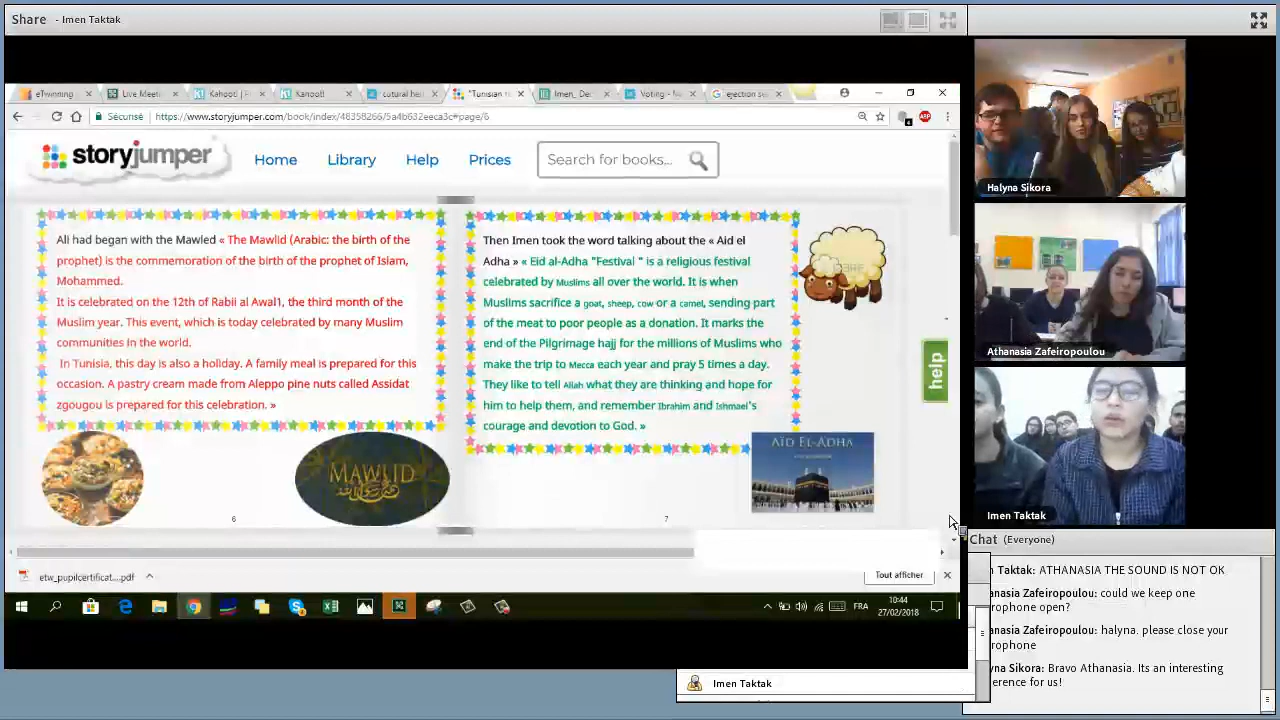 Share - Imen Taktak
eTwinning
Live Meeti
Kahoot! | P
Kahoot!
cutural her
"Tunisian t
Imen_De
Voting - N
ejection se
Sécurisé
https://www.storyjumper.com/book/index/48358266/5a4b632eeca3c#page/6
storyjumper
Home
Library
Help
Prices
Search for books...
Ali had began with the Mawled « The Mawlid (Arabic: the birth of the
prophet) is the commemoration of the birth of the prophet of Islam,
Mohammed.
It is celebrated on the 12th of Rabii al Awal1, the third month of the
Muslim year. This event, which is today celebrated by many Muslim
communities in the world.
In Tunisia, this day is also a holiday. A family meal is prepared for this
occasion. A pastry cream made from Aleppo pine nuts called Assidat
zgougou is prepared for this celebration. »
MAWLID
6
Then Imen took the word talking about the « Aid el
Adha » « Eid al-Adha "Festival " is a religious festival
celebrated by Muslims all over the world. It is when
Muslims sacrifice a goat, sheep, cow or a camel, sending part
of the meat to poor people as a donation. It marks the
end of the Pilgrimage hajj for the millions of Muslims who
make the trip to Mecca each year and pray 5 times a day.
They like to tell Allah what they are thinking and hope for
him to help them, and remember Ibrahim and Ishmael's
courage and devotion to God. »
AÏD EL-ADHA
7
help
etw_pupilcertificat....pdf
Tout afficher
FRA
10:44
27/02/2018
Halyna Sikora
Athanasia Zafeiropoulou
Imen Taktak
Chat (Everyone)
n Taktak: ATHANASIA THE SOUND IS NOT OK
anasia Zafeiropoulou: could we keep one
rophone open?
anasia Zafeiropoulou: halyna. please close your
rophone
yna Sikora: Bravo Athanasia. Its an interesting
erence for us!
Imen Taktak